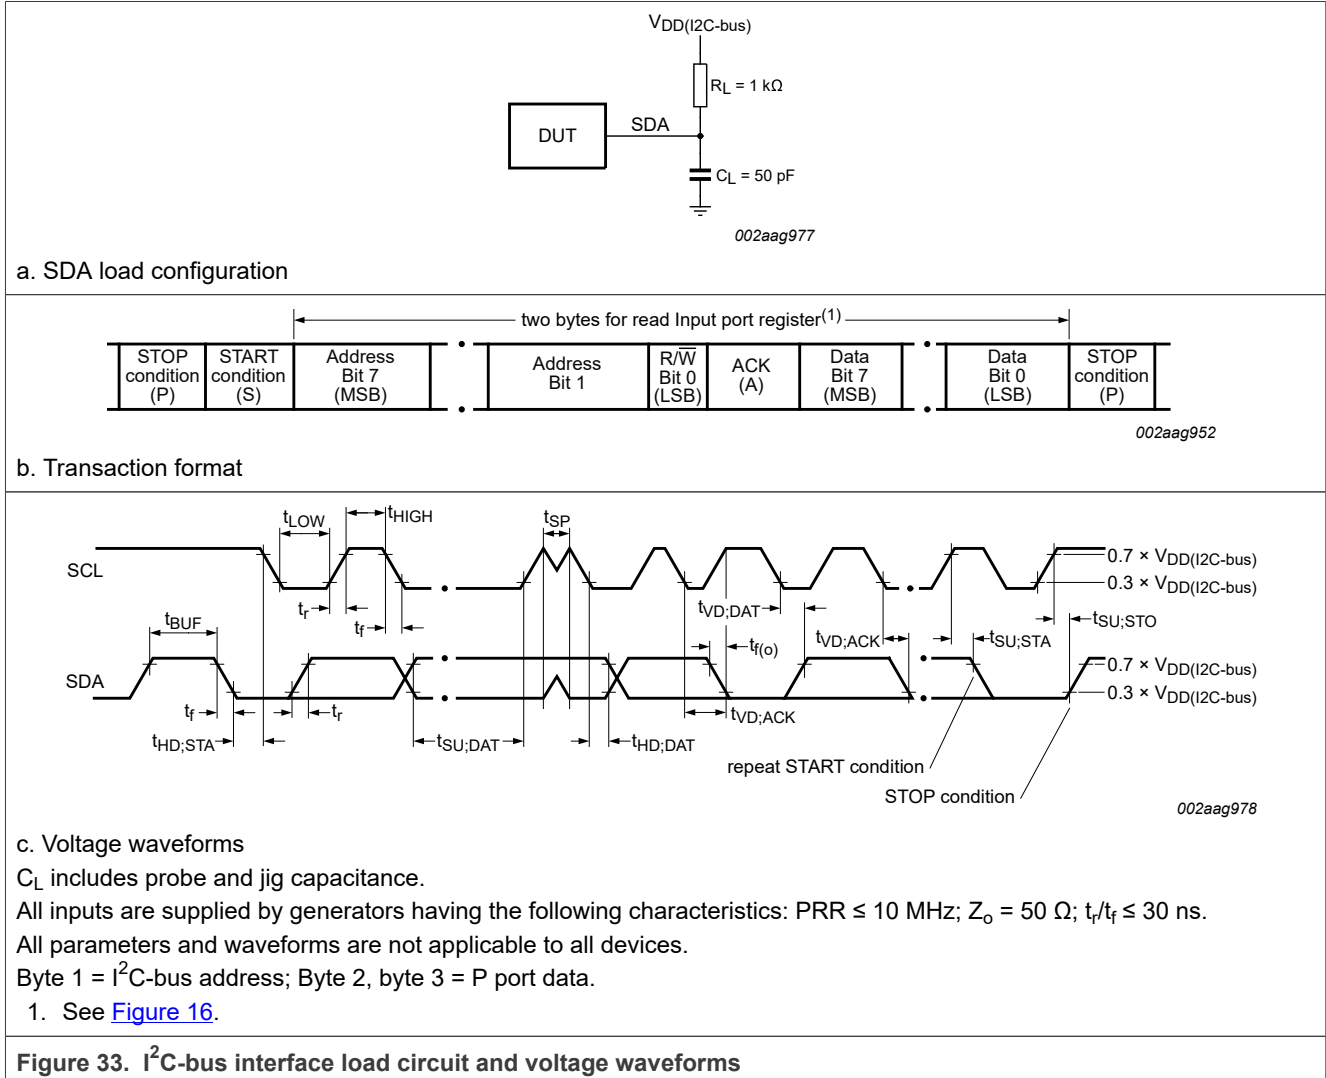 VDD(I2C-bus)
RL = 1 kΩ
DUT
SDA
CL = 50 pF
002aag977
a. SDA load configuration
two bytes for read Input port register(1)
STOP condition (P)
START condition (S)
Address Bit 7 (MSB)
Address Bit 1
R/W̅ Bit 0 (LSB)
ACK (A)
Data Bit 7 (MSB)
Data Bit 0 (LSB)
STOP condition (P)
002aag952
b. Transaction format
tLOW
tHIGH
tSP
SCL
0.7 × VDD(I2C-bus)
0.3 × VDD(I2C-bus)
tr
tf
tBUF
tVD;DAT
tVD;ACK
tf(o)
tSU;STA
tSU;STO
SDA
0.7 × VDD(I2C-bus)
0.3 × VDD(I2C-bus)
tf
tr
tHD;STA
tSU;DAT
tHD;DAT
tVD;ACK
repeat START condition
STOP condition
002aag978
c. Voltage waveforms
CL includes probe and jig capacitance.
All inputs are supplied by generators having the following characteristics: PRR ≤ 10 MHz; Zo = 50 Ω; tr/tf ≤ 30 ns.
All parameters and waveforms are not applicable to all devices.
Byte 1 = I²C-bus address; Byte 2, byte 3 = P port data.
1. See Figure 16.
Figure 33. I²C-bus interface load circuit and voltage waveforms